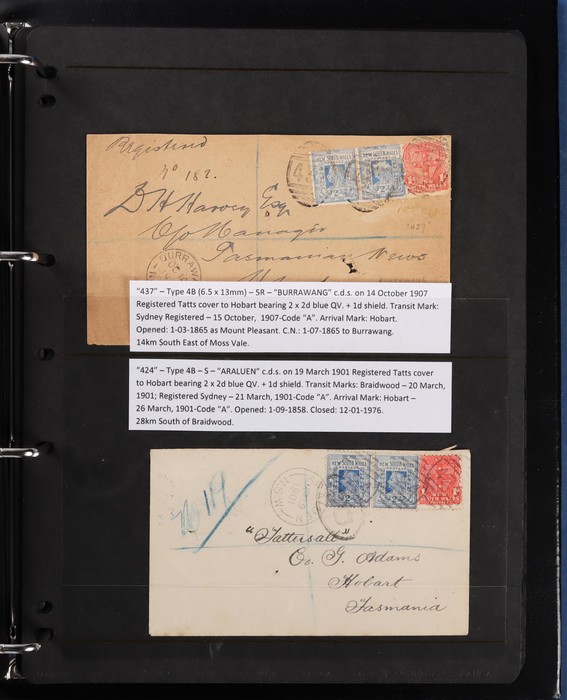 Registered
No 182.
D H Harvey Esq
C/o Manager
Tasmanian News
BURRAWA
"437" – Type 4B (6.5 x 13mm) – 5R – "BURRAWANG" c.d.s. on 14 October 1907
Registered Tatts cover to Hobart bearing 2 x 2d blue QV. + 1d shield. Transit Mark:
Sydney Registered – 15 October, 1907-Code "A". Arrival Mark: Hobart.
Opened: 1-03-1865 as Mount Pleasant. C.N.: 1-07-1865 to Burrawang.
14km South East of Moss Vale.
"424" – Type 4B – S – "ARALUEN" c.d.s. on 19 March 1901 Registered Tatts cover
to Hobart bearing 2 x 2d blue QV. + 1d shield. Transit Marks: Braidwood – 20 March,
1901; Registered Sydney – 21 March, 1901-Code "A". Arrival Mark: Hobart –
26 March, 1901-Code "A". Opened: 1-09-1858. Closed: 12-01-1976.
28km South of Braidwood.
"Tattersall"
Co. G. Adams
Hobart
Tasmania